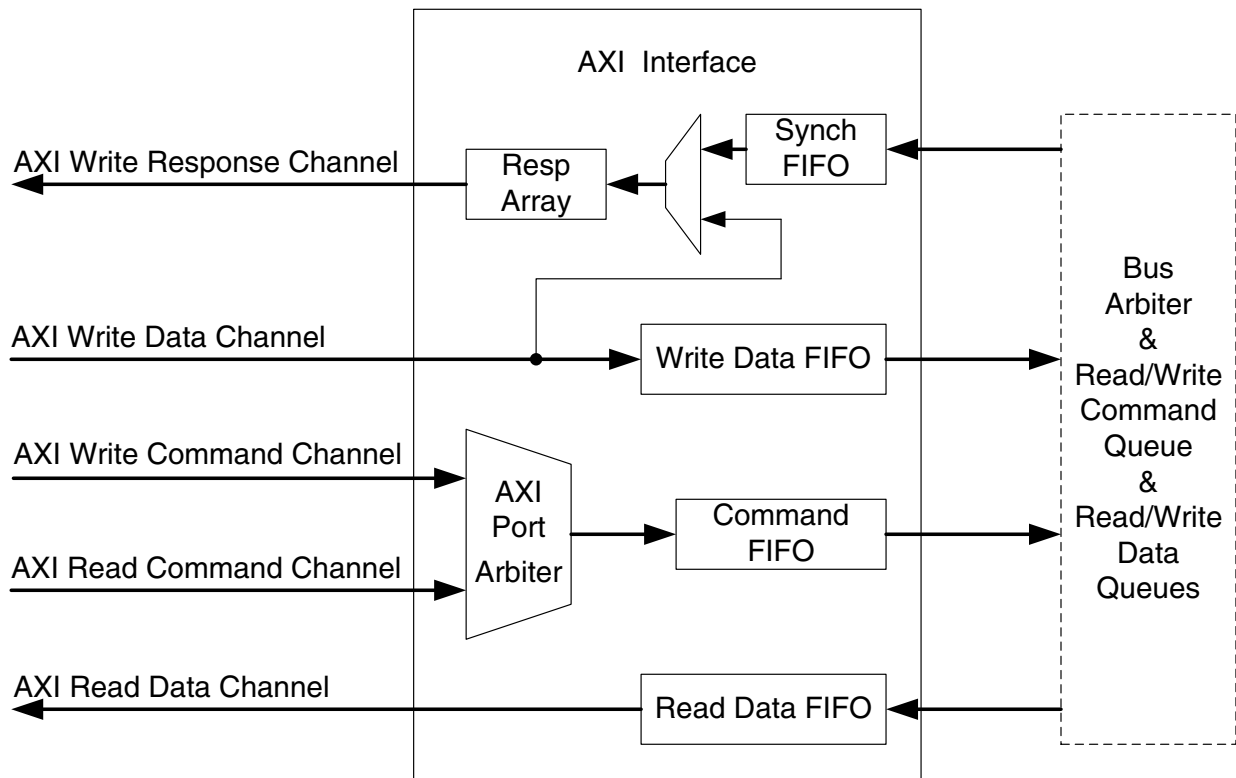 AXI Interface
AXI Write Response Channel
Resp
Array
Synch
FIFO
AXI Write Data Channel
Write Data FIFO
AXI Write Command Channel
AXI Read Command Channel
AXI
Port
Arbiter
Command
FIFO
AXI Read Data Channel
Read Data FIFO
Bus
Arbiter
&
Read/Write
Command
Queue
&
Read/Write
Data
Queues